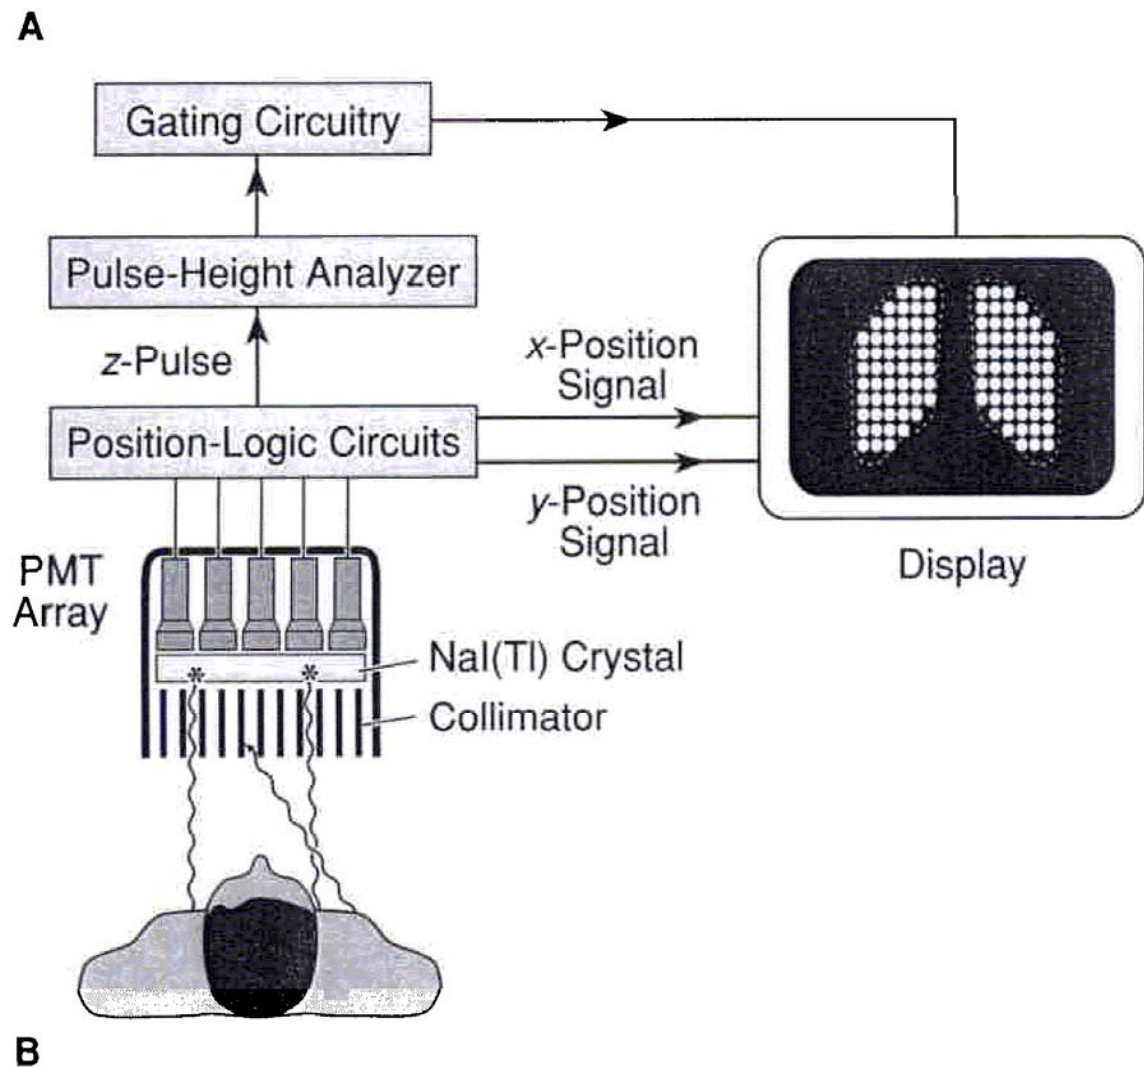 A
Gating Circuitry
Pulse-Height Analyzer
z-Pulse
x-Position
Signal
Position-Logic Circuits
y-Position
Signal
PMT
Array
Display
NaI(Tl) Crystal
Collimator
B